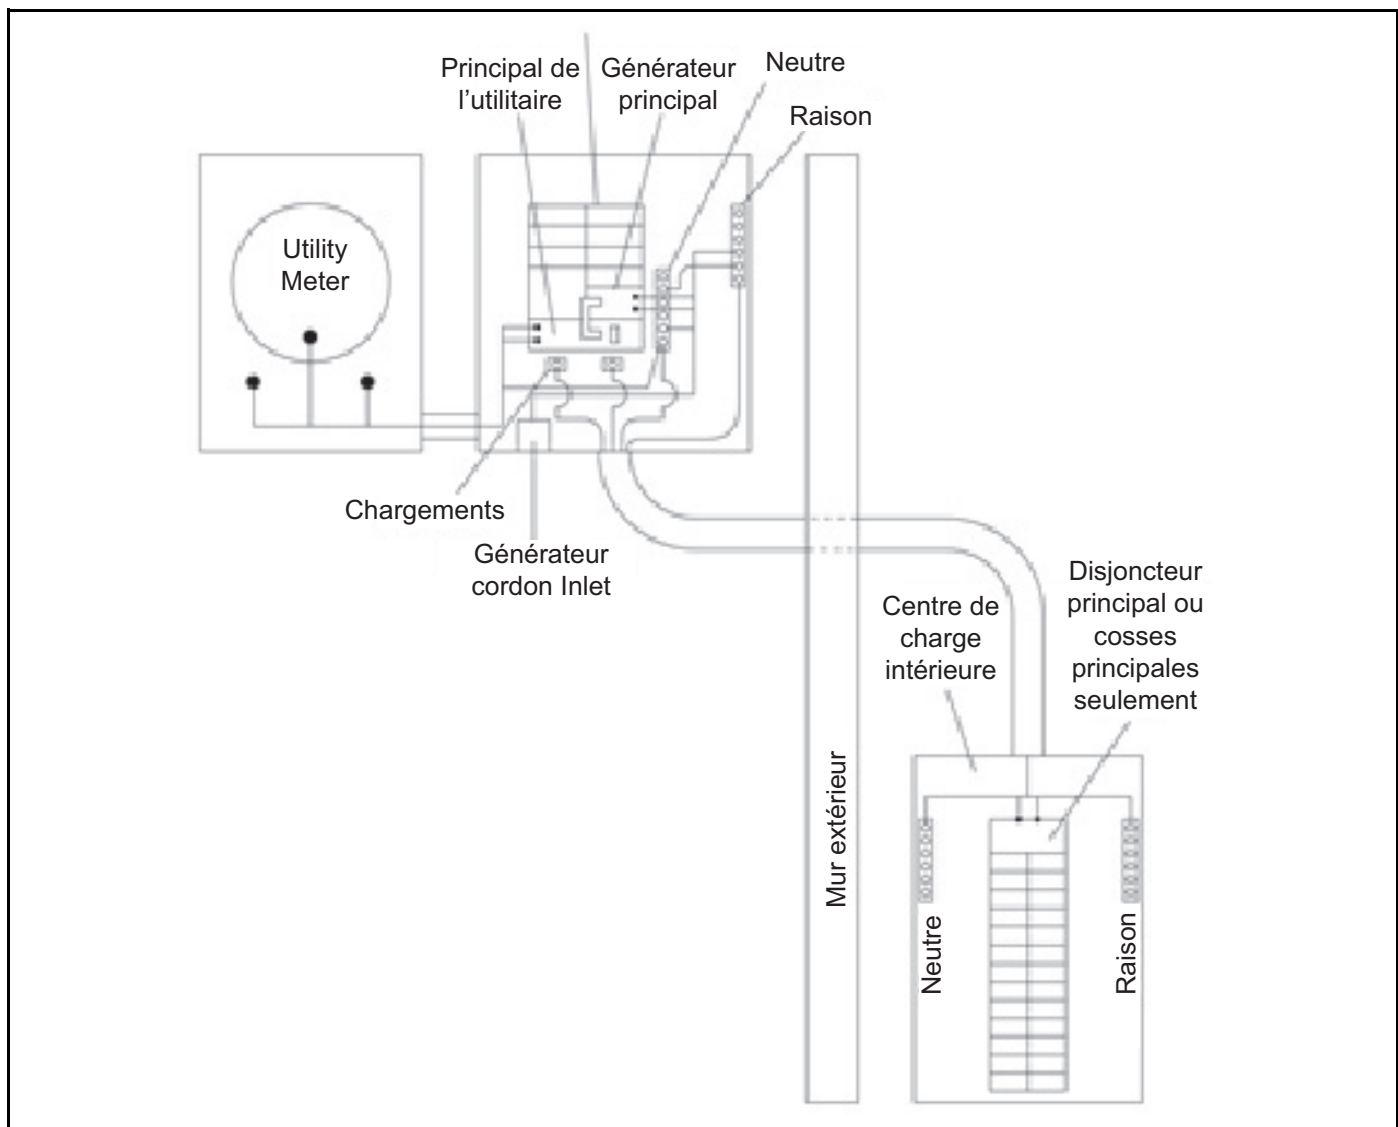 Principal de
l'utilitaire
Générateur
principal
Neutre
Raison
Utility
Meter
Chargements
Générateur
cordon Inlet
Mur extérieur
Centre de
charge
intérieure
Disjoncteur
principal ou
cosses
principales
seulement
Neutre
Raison